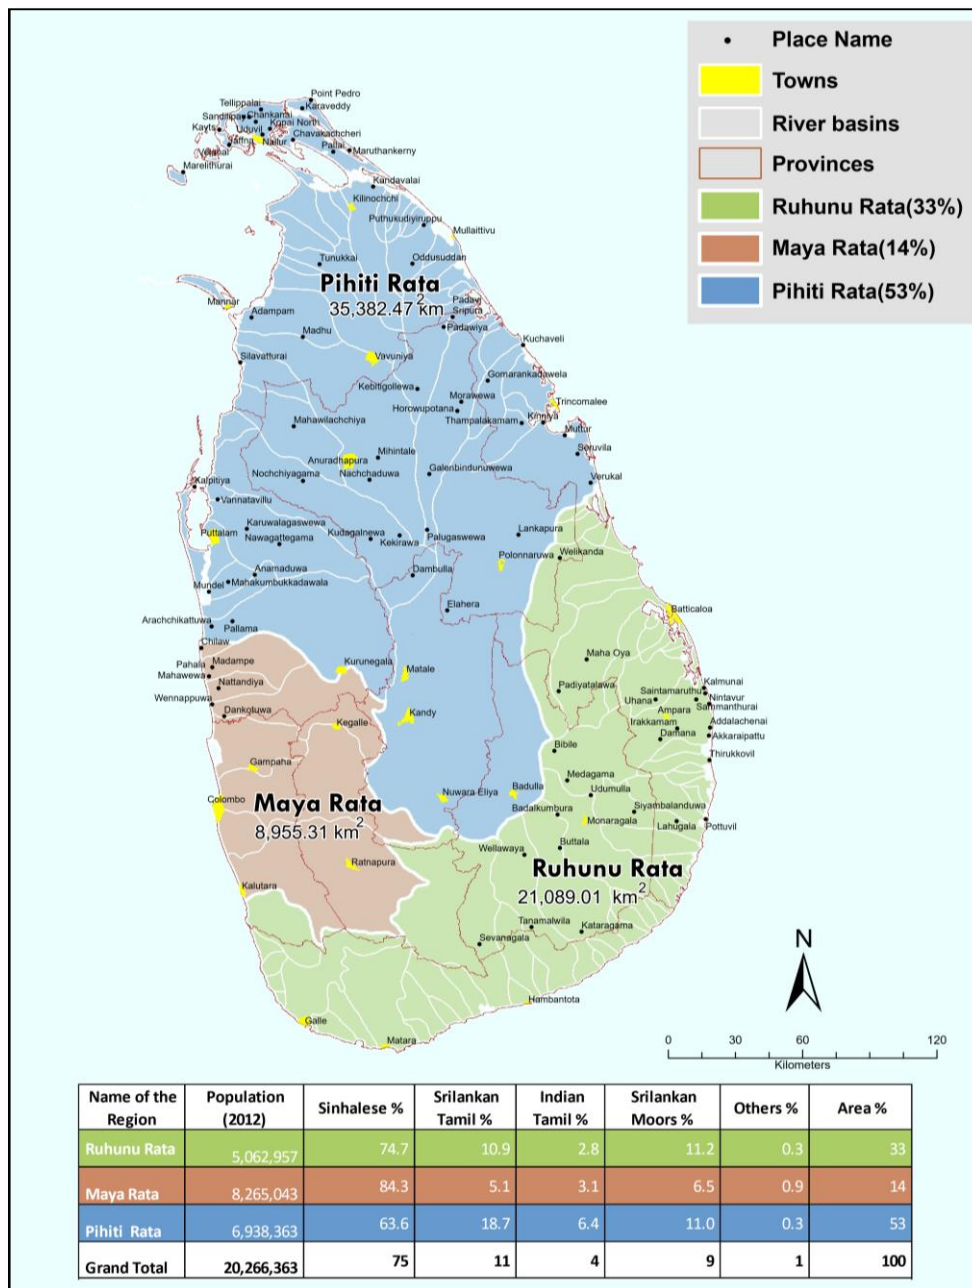 Place Name
Towns
River basins
Provinces
Ruhunu Rata(33%)
Maya Rata(14%)
Pihiti Rata(53%)
Point Pedro
Tellippalai
Karaveddy
Sandilipay
Chankanai
Kopai North
Kayts
Uduvil
Chavakachcheri
Jaffna
Nallur
Velanai
Pallai
Maruthankerny
Marelithurai
Kandavalai
Kilinochchi
Puthukudiyiruppu
Mullaittivu
Tunukkai
Oddusuddan
Pihiti Rata
35,382.47 km2
Mannar
Padavi
Sripura
Adampam
Padawiya
Madhu
Kuchaveli
Silavatturai
Vavuniya
Gomarankadawela
Kebitigollewa
Morawewa
Trincomalee
Horowupotana
Kinniya
Mahawilachchiya
Thampalakamam
Muttur
Seruvila
Anuradhapura
Mihintale
Nochchiyagama
Nachchaduwa
Galenbindunuwewa
Verukal
Kalpitiya
Vannatavillu
Karuwalagaswewa
Puttalam
Nawagattegama
Kudagalnewa
Kekirawa
Palugaswewa
Lankapura
Polonnaruwa
Welikanda
Anamaduwa
Dambulla
Mundel
Mahakumbukkadawala
Elahera
Batticaloa
Arachchikattuwa
Pallama
Chilaw
Pahala
Mahawewa
Madampe
Kurunegala
Matale
Maha Oya
Nattandiya
Padiyatalawa
Kalmunai
Saintamaruthu
Nintavur
Wennappuwa
Uhana
Sammanthurai
Dankotuwa
Kandy
Ampara
Kegalle
Irakkamam
Addalachenai
Damana
Akkaraipattu
Bibile
Thirukkovil
Gampaha
Medagama
Colombo
Nuwara Eliya
Badulla
Udumulla
Maya Rata
8,955.31 km2
Badalkumbura
Siyambalanduwa
Monaragala
Lahugala
Pottuvil
Wellawaya
Buttala
Ratnapura
Ruhunu Rata
21,089.01 km2
Kalutara
Tanamalwila
Kataragama
Sevanagala
Hambantota
Galle
Matara
N
0 30 60 120
Kilometers
Name of the Region Population (2012) Sinhalese % Srilankan Tamil % Indian Tamil % Srilankan Moors % Others % Area %
Ruhunu Rata 5,062,957 74.7 10.9 2.8 11.2 0.3 33
Maya Rata 8,265,043 84.3 5.1 3.1 6.5 0.9 14
Pihiti Rata 6,938,363 63.6 18.7 6.4 11.0 0.3 53
Grand Total 20,266,363 75 11 4 9 1 100